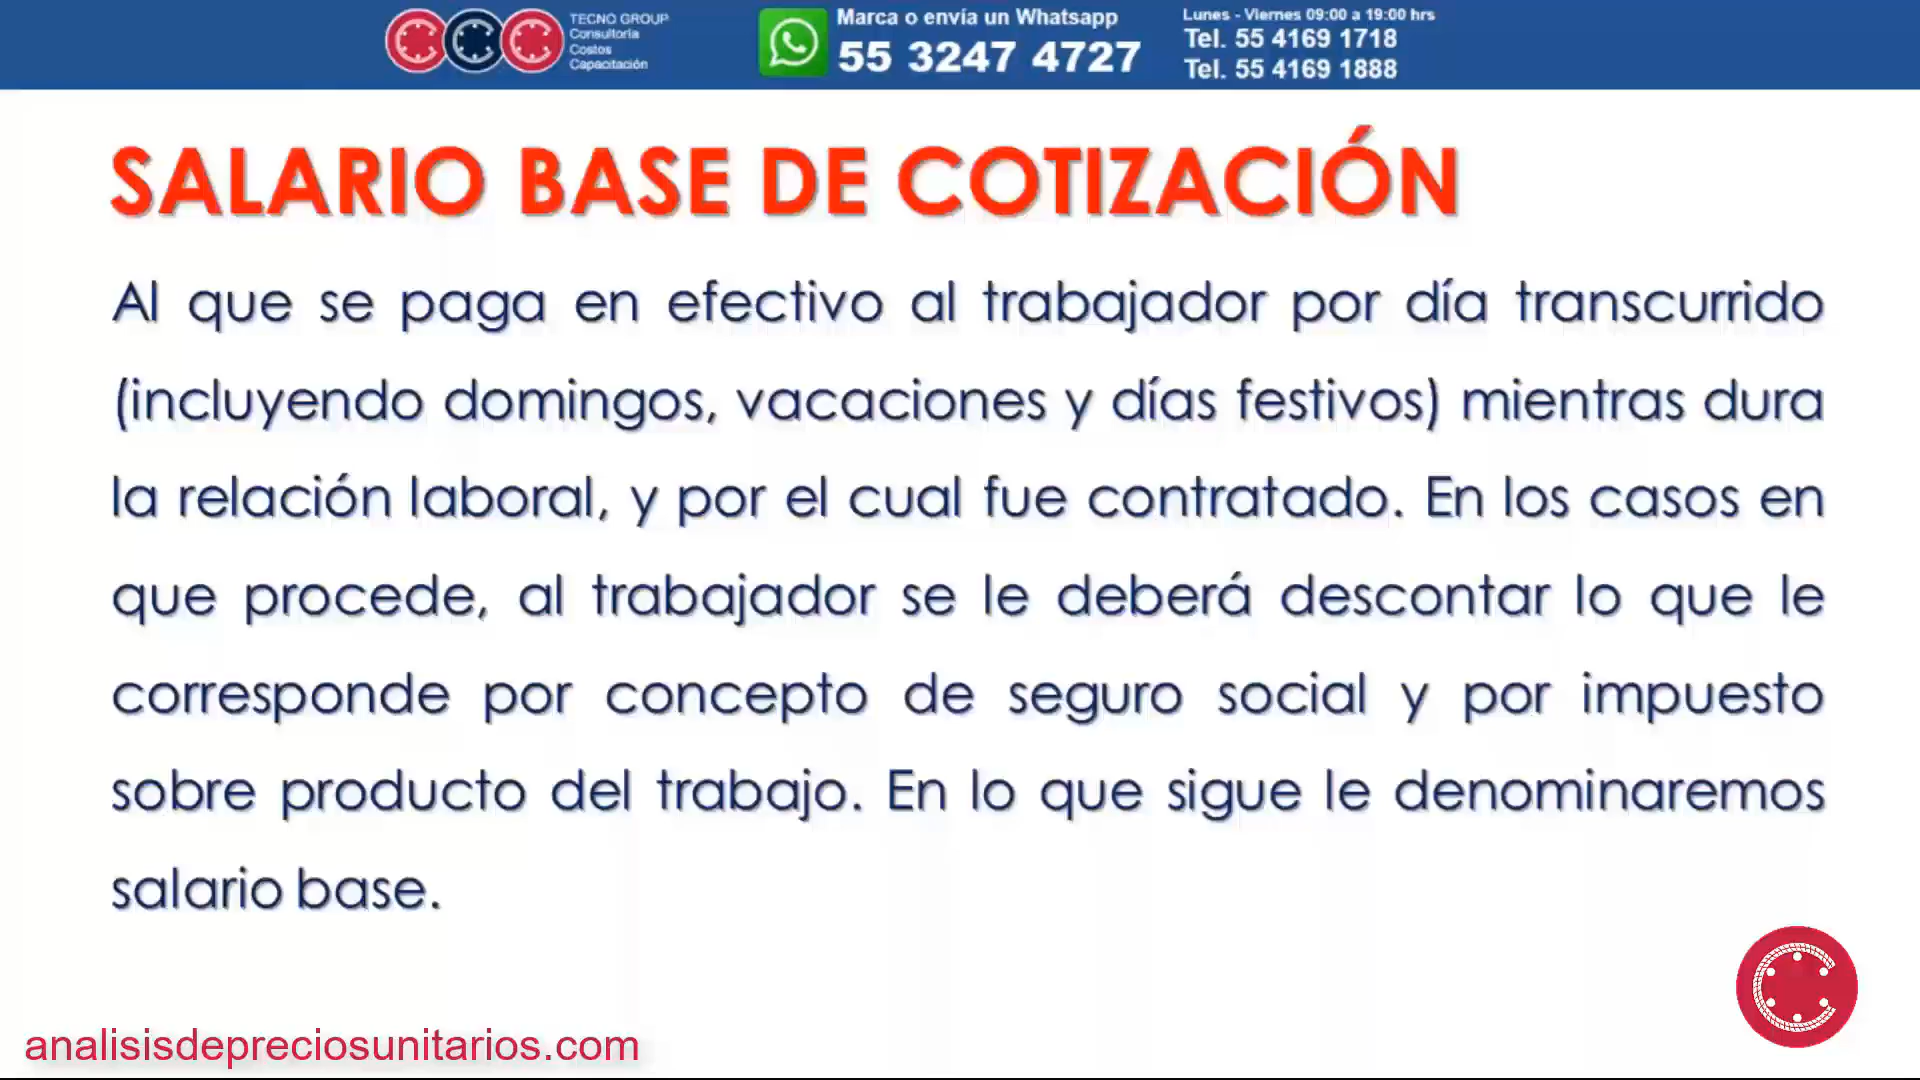 TECNO GROUP
Consultoría
Costos
Capacitación
Marca o envía un Whatsapp
55 3247 4727
Lunes - Viernes 09:00 a 19:00 hrs
Tel. 55 4169 1718
Tel. 55 4169 1888
SALARIO BASE DE COTIZACIÓN
Al que se paga en efectivo al trabajador por día transcurrido
(incluyendo domingos, vacaciones y días festivos) mientras dura
la relación laboral, y por el cual fue contratado. En los casos en
que procede, al trabajador se le deberá descontar lo que le
corresponde por concepto de seguro social y por impuesto
sobre producto del trabajo. En lo que sigue le denominaremos
salario base.
analisisdepreciosunitarios.com